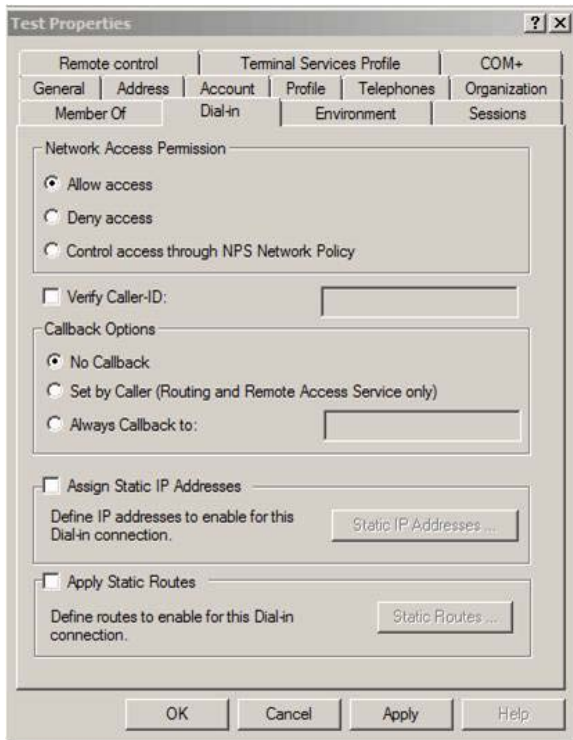 Test Properties
?
Remote control
Terminal Services Profile
COM+
General
Address
Account
Profile
Telephones
Organization
Member Of
Dial-in
Environment
Sessions
Network Access Permission
Allow access
Deny access
Control access through NPS Network Policy
Verify Caller-ID:
Callback Options
No Callback
Set by Caller (Routing and Remote Access Service only)
Always Callback to:
Assign Static IP Addresses
Define IP addresses to enable for this
Dial-in connection.
Static IP Addresses ...
Apply Static Routes
Define routes to enable for this Dial-in
connection.
Static Routes ...
OK
Cancel
Apply
Help